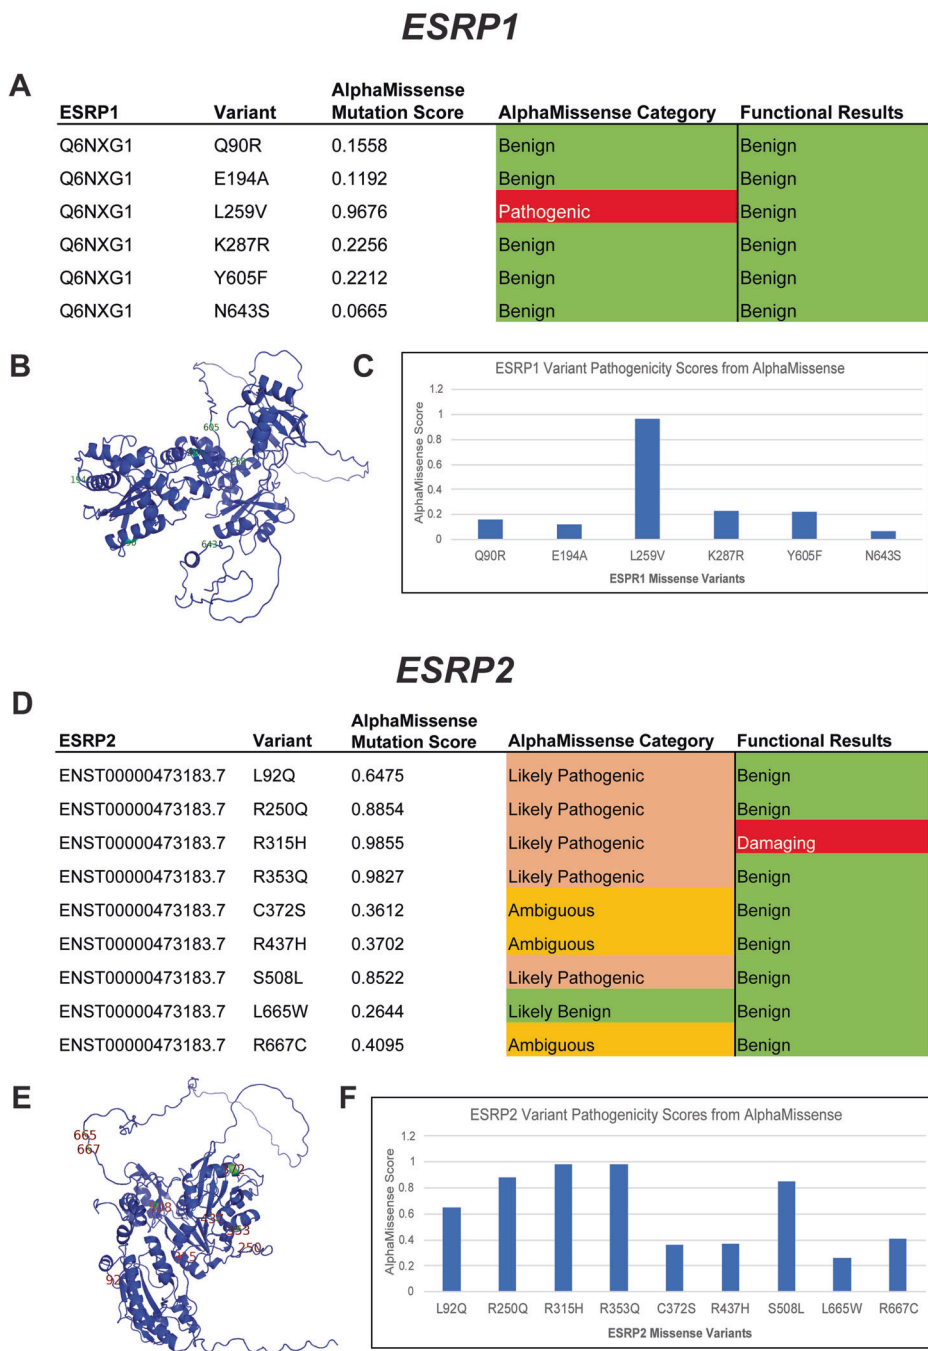 ESRP1
A
ESRP1 Variant AlphaMissense Mutation Score AlphaMissense Category Functional Results
Q6NXG1 Q90R 0.1558 Benign Benign
Q6NXG1 E194A 0.1192 Benign Benign
Q6NXG1 L259V 0.9676 Pathogenic Benign
Q6NXG1 K287R 0.2256 Benign Benign
Q6NXG1 Y605F 0.2212 Benign Benign
Q6NXG1 N643S 0.0665 Benign Benign
B
605
194
643
C
ESRP1 Variant Pathogenicity Scores from AlphaMissense
AlphaMissense Score
1.2
1
0.8
0.6
0.4
0.2
0
Q90R E194A L259V K287R Y605F N643S
ESPR1 Missense Variants
ESRP2
D
ESRP2 Variant AlphaMissense Mutation Score AlphaMissense Category Functional Results
ENST00000473183.7 L92Q 0.6475 Likely Pathogenic Benign
ENST00000473183.7 R250Q 0.8854 Likely Pathogenic Benign
ENST00000473183.7 R315H 0.9855 Likely Pathogenic Damaging
ENST00000473183.7 R353Q 0.9827 Likely Pathogenic Benign
ENST00000473183.7 C372S 0.3612 Ambiguous Benign
ENST00000473183.7 R437H 0.3702 Ambiguous Benign
ENST00000473183.7 S508L 0.8522 Likely Pathogenic Benign
ENST00000473183.7 L665W 0.2644 Likely Benign Benign
ENST00000473183.7 R667C 0.4095 Ambiguous Benign
E
665
667
437
250
92
F
ESRP2 Variant Pathogenicity Scores from AlphaMissense
AlphaMissense Score
1.2
1
0.8
0.6
0.4
0.2
0
L92Q R250Q R315H R353Q C372S R437H S508L L665W R667C
ESRP2 Missense Variants